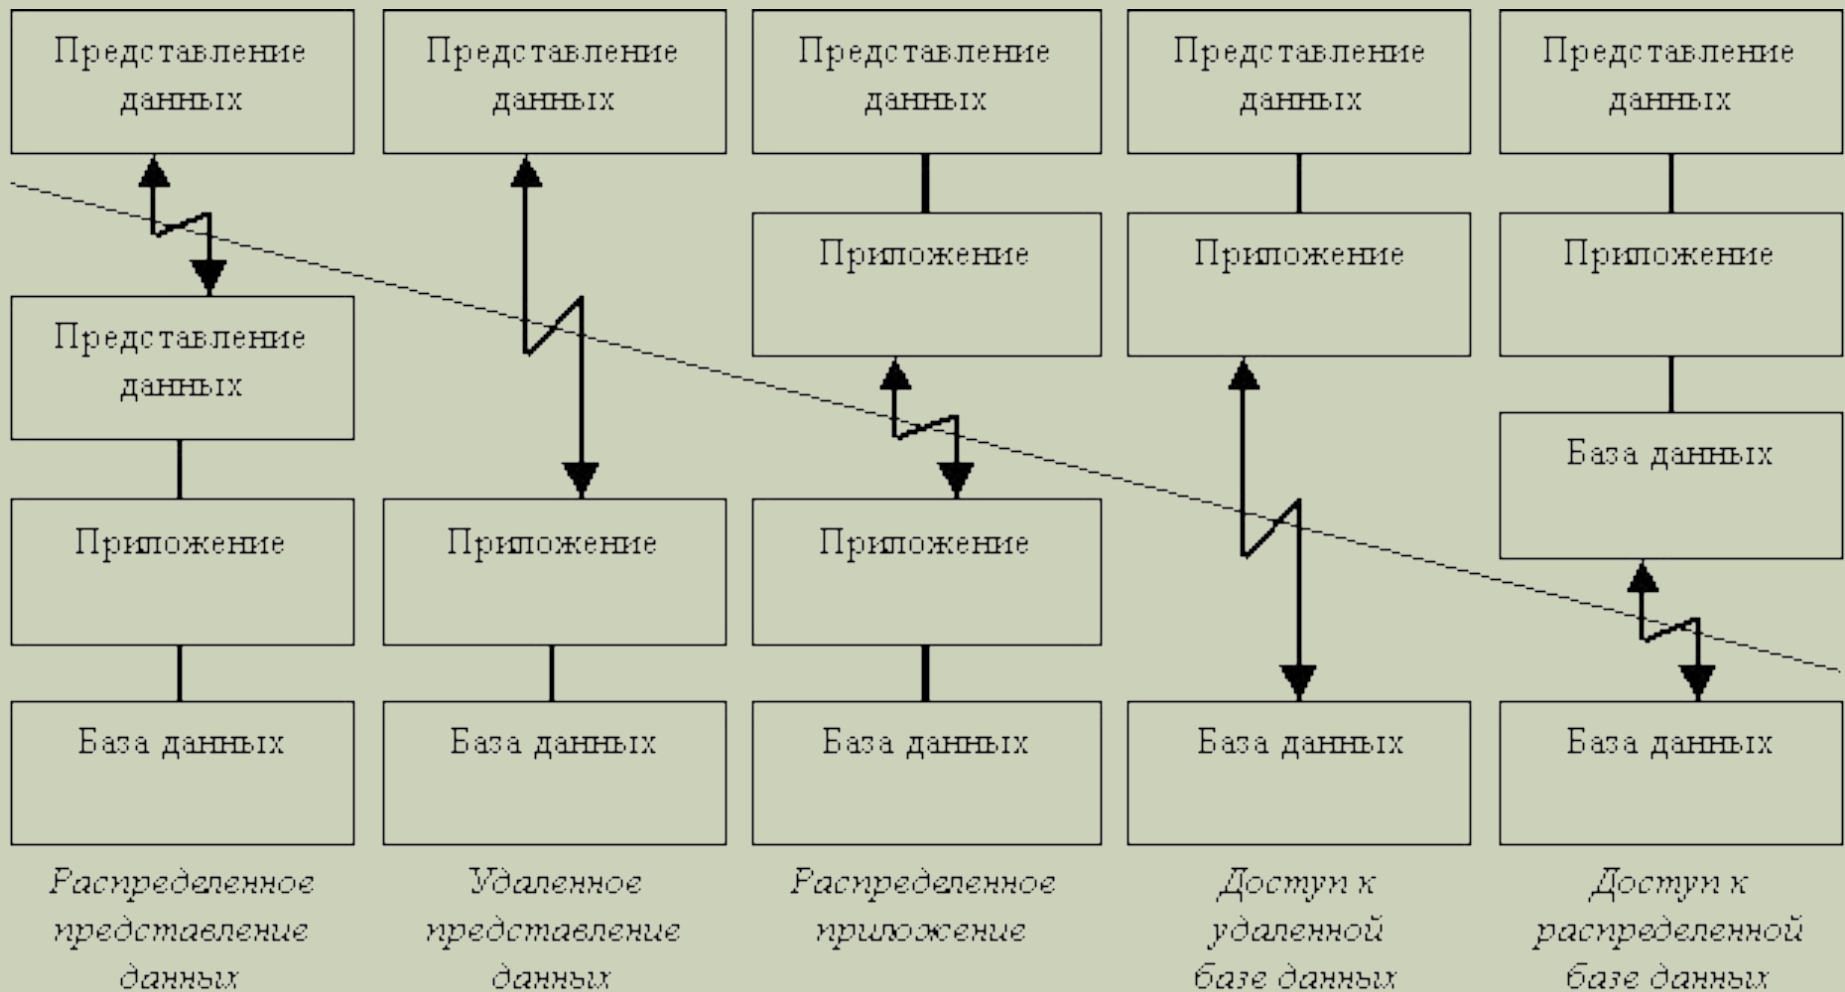 Представление
данных
Представление
данных
Представление
данных
Представление
данных
Представление
данных
Приложение
Приложение
Приложение
Представление
данных
База данных
Приложение
Приложение
Приложение
База данных
База данных
База данных
База данных
База данных
Распределенное
представление
данных
Удаленное
представление
данных
Распределенное
приложение
Доступ к
удаленной
базе данных
Доступ к
распределенной
базе данных